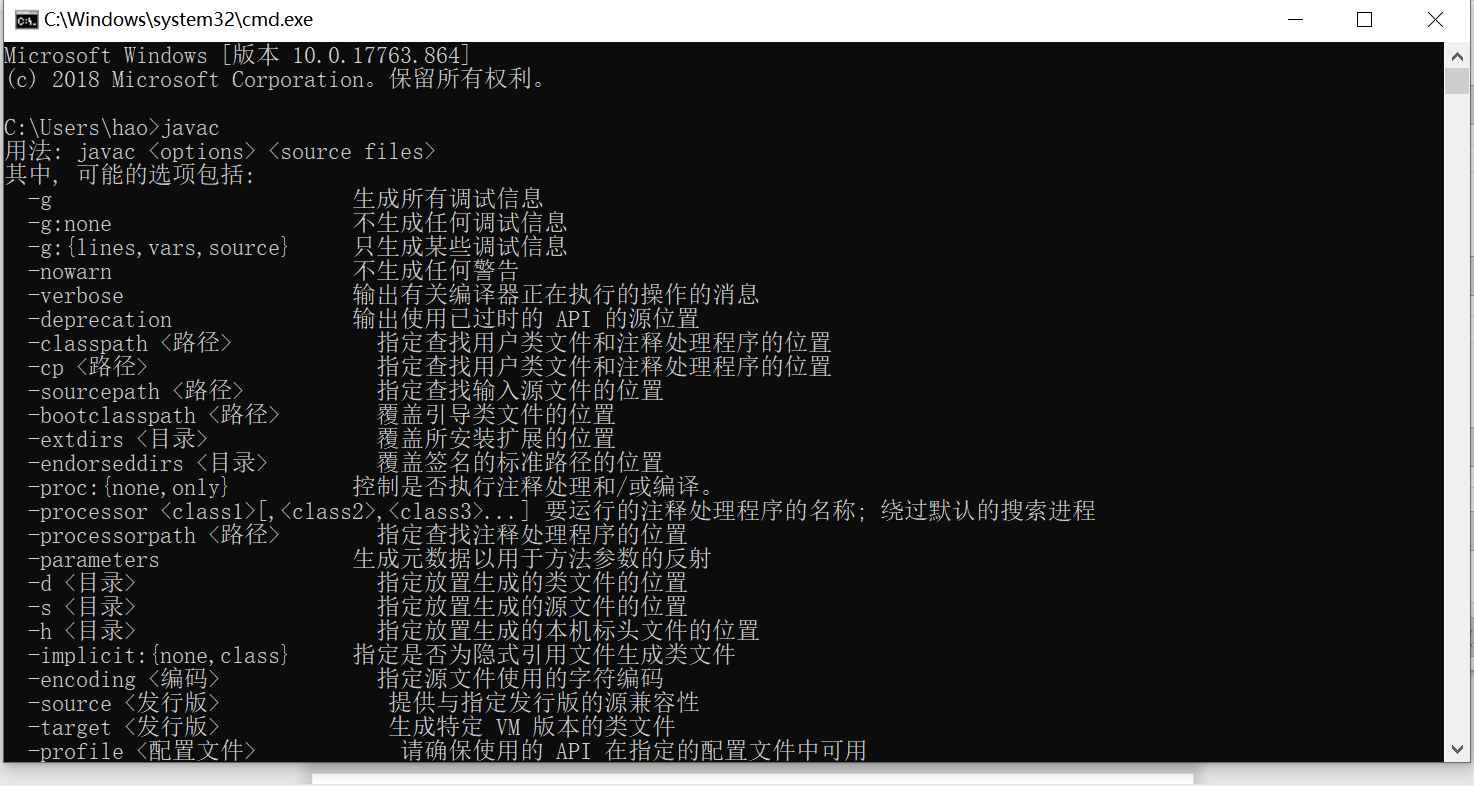 C:\Windows\system32\cmd.exe
Microsoft Windows [版本 10.0.17763.864]
(c) 2018 Microsoft Corporation。保留所有权利。
C:\Users\hao>javac
用法: javac <options> <source files>
其中, 可能的选项包括:
-g 生成所有调试信息
-g:none 不生成任何调试信息
-g:{lines,vars,source} 只生成某些调试信息
-nowarn 不生成任何警告
-verbose 输出有关编译器正在执行的操作的消息
-deprecation 输出使用已过时的 API 的源位置
-classpath <路径> 指定查找用户类文件和注释处理程序的位置
-cp <路径> 指定查找用户类文件和注释处理程序的位置
-sourcepath <路径> 指定查找输入源文件的位置
-bootclasspath <路径> 覆盖引导类文件的位置
-extdirs <目录> 覆盖所安装扩展的位置
-endorseddirs <目录> 覆盖签名的标准路径的位置
-proc:{none,only} 控制是否执行注释处理和/或编译。
-processor <class1>[,<class2>,<class3>...] 要运行的注释处理程序的名称; 绕过默认的搜索进程
-processorpath <路径> 指定查找注释处理程序的位置
-parameters 生成元数据以用于方法参数的反射
-d <目录> 指定放置生成的类文件的位置
-s <目录> 指定放置生成的源文件的位置
-h <目录> 指定放置生成的本机标头文件的位置
-implicit:{none,class} 指定是否为隐式引用文件生成类文件
-encoding <编码> 指定源文件使用的字符编码
-source <发行版> 提供与指定发行版的源兼容性
-target <发行版> 生成特定 VM 版本的类文件
-profile <配置文件> 请确保使用的 API 在指定的配置文件中可用